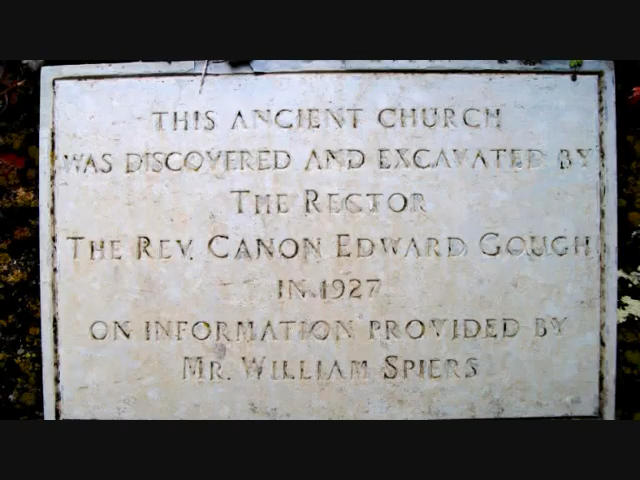 THIS ANCIENT CHURCH
WAS DISCOVERED AND EXCAVATED BY
THE RECTOR
THE REV. CANON EDWARD GOUGH
IN 1927
ON INFORMATION PROVIDED BY
MR. WILLIAM SPIERS